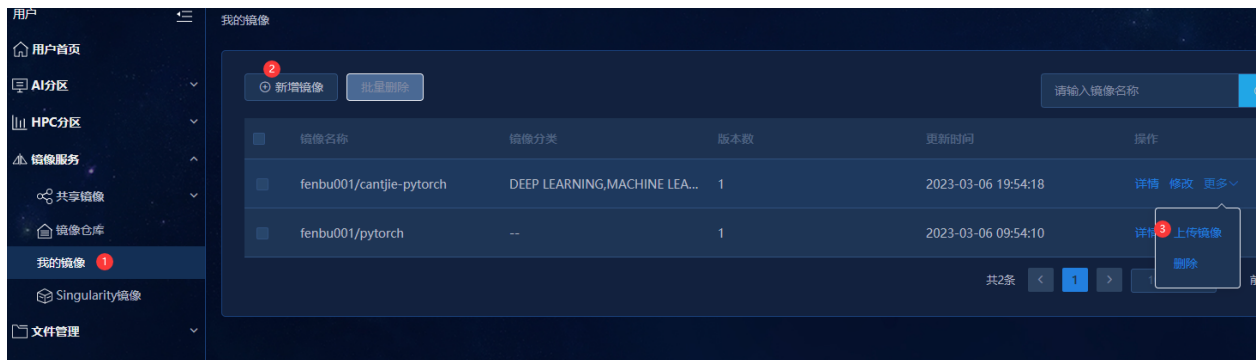 用户
我的镜像
用户首页
2
AI分区
新增镜像
批量删除
请输入镜像名称
HPC分区
镜像名称
镜像分类
版本数
更新时间
操作
镜像服务
fenbu001/cantjie-pytorch
DEEP LEARNING,MACHINE LEA...
1
2023-03-06 19:54:18
详情 修改 更多
共享镜像
镜像仓库
fenbu001/pytorch
--
1
2023-03-06 09:54:10
3 上传镜像
我的镜像 1
删除
共2条
1
Singularity镜像
文件管理